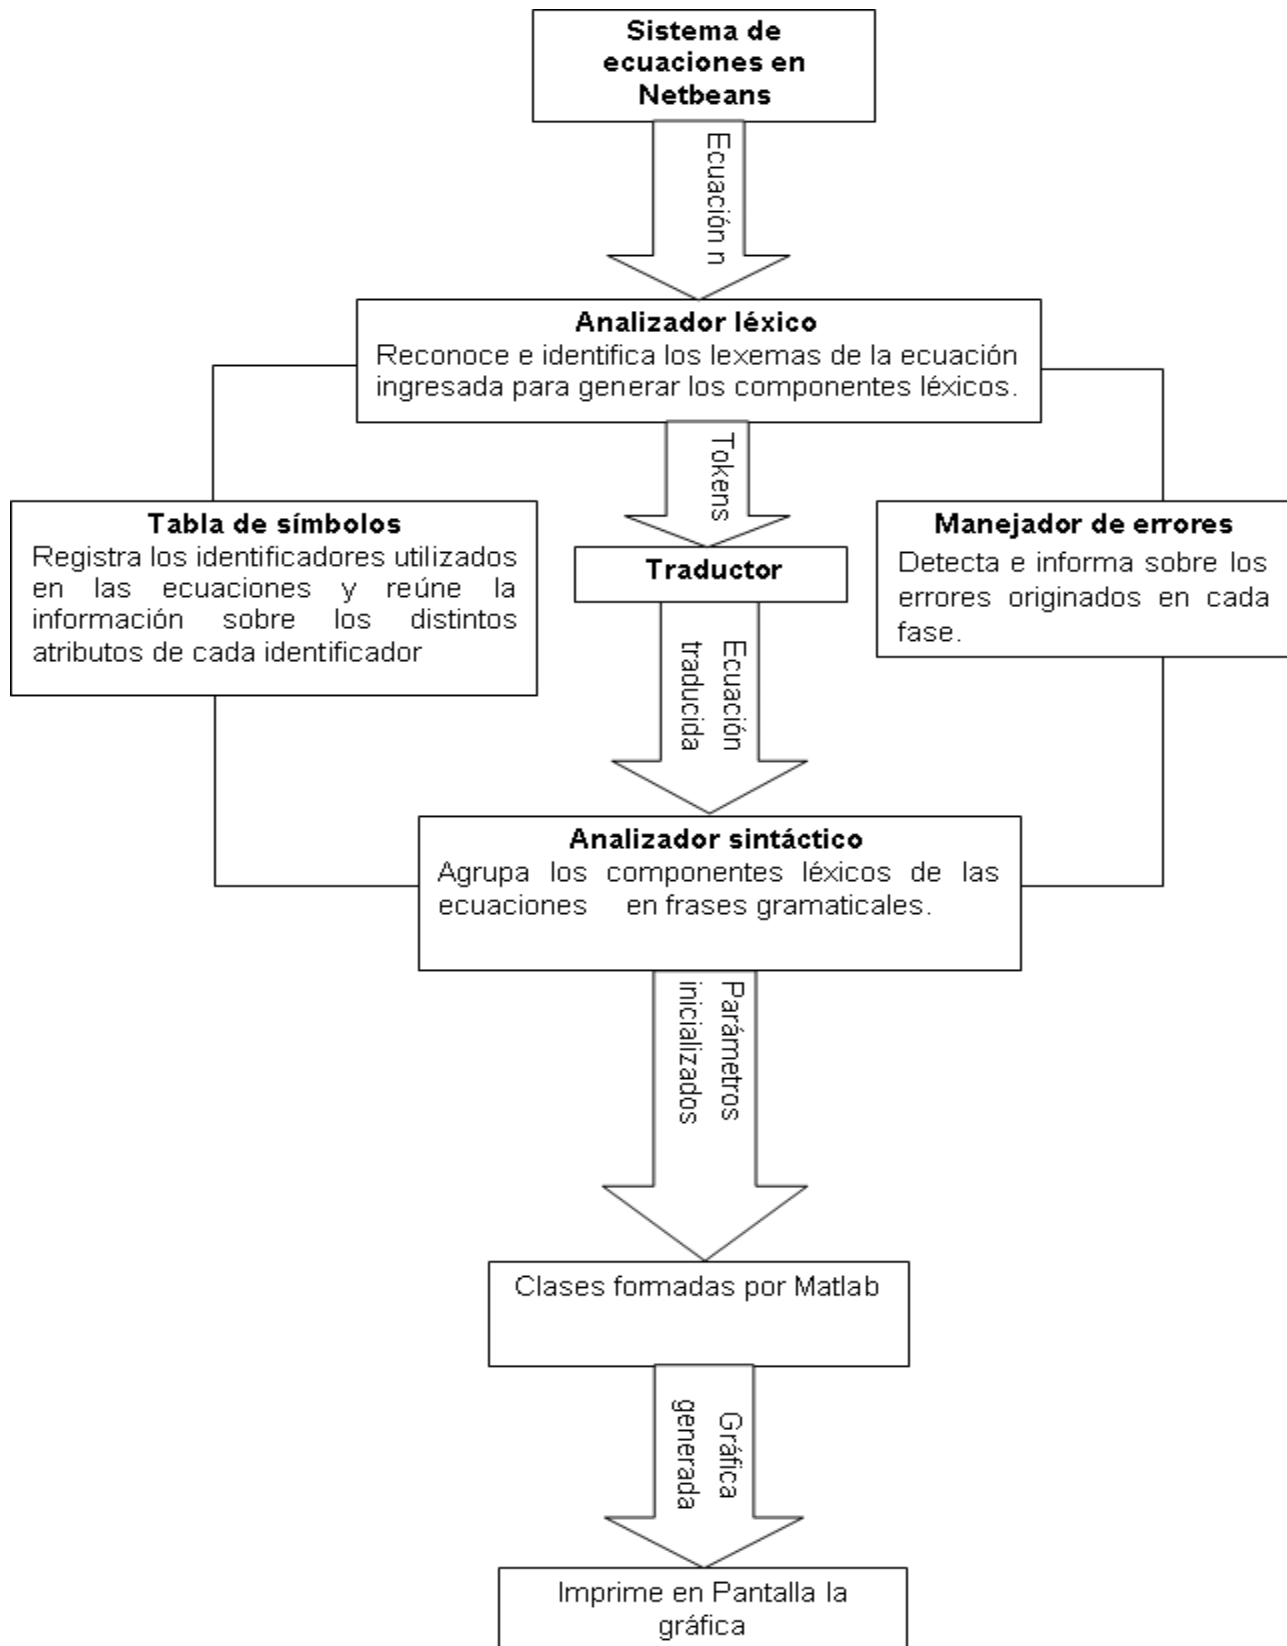 Sistema de
ecuaciones en
Netbeans
Ecuación n
Analizador léxico
Reconoce e identifica los lexemas de la ecuación
ingresada para generar los componentes léxicos.
Tokens
Tabla de símbolos
Registra los identificadores utilizados
en las ecuaciones y reúne la
información sobre los distintos
atributos de cada identificador
Traductor
Manejador de errores
Detecta e informa sobre los
errores originados en cada
fase.
Ecuación
traducida
Analizador sintáctico
Agrupa los componentes léxicos de las
ecuaciones en frases gramaticales.
Parámetros
inicializados
Clases formadas por Matlab
Gráfica
generada
Imprime en Pantalla la
gráfica